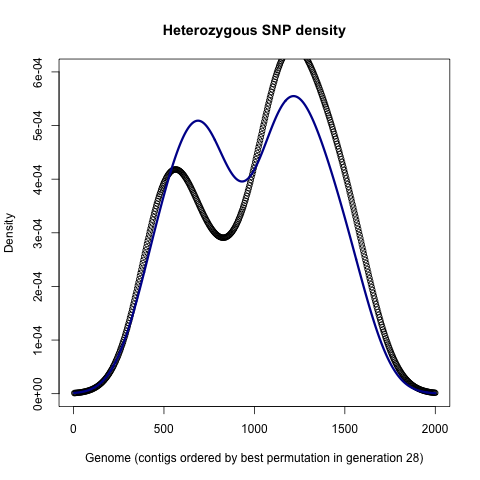 Heterozygous SNP density
Density
6e-04
5e-04
4e-04
3e-04
2e-04
1e-04
0e+00
0 500 1000 1500 2000
Genome (contigs ordered by best permutation in generation 28)